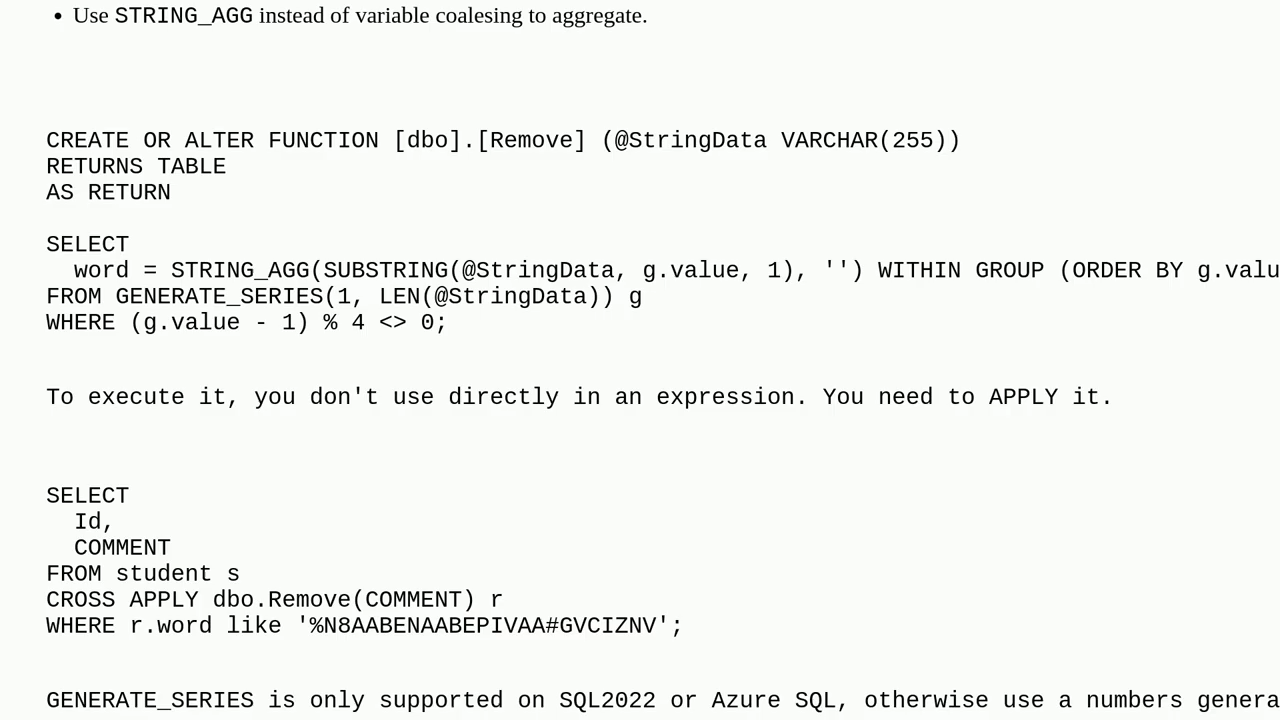 • Use STRING_AGG instead of variable coalesing to aggregate.
CREATE OR ALTER FUNCTION [dbo].[Remove] (@StringData VARCHAR(255))
RETURNS TABLE
AS RETURN
SELECT
word = STRING_AGG(SUBSTRING(@StringData, g.value, 1), '') WITHIN GROUP (ORDER BY g.valu
FROM GENERATE_SERIES(1, LEN(@StringData)) g
WHERE (g.value - 1) % 4 <> 0;
To execute it, you don't use directly in an expression. You need to APPLY it.
SELECT
Id,
COMMENT
FROM student s
CROSS APPLY dbo.Remove(COMMENT) r
WHERE r.word like '%N8AABENAABEPIVAA#GVCIZNV';
GENERATE_SERIES is only supported on SQL2022 or Azure SQL, otherwise use a numbers genera